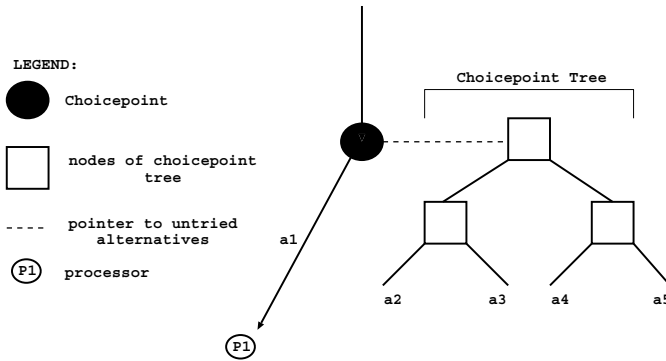 LEGEND:
Choicepoint
nodes of choicepoint
tree
pointer to untried
alternatives
P1
processor
Choicepoint Tree
V
a1
a2
a3
a4
a5
P1